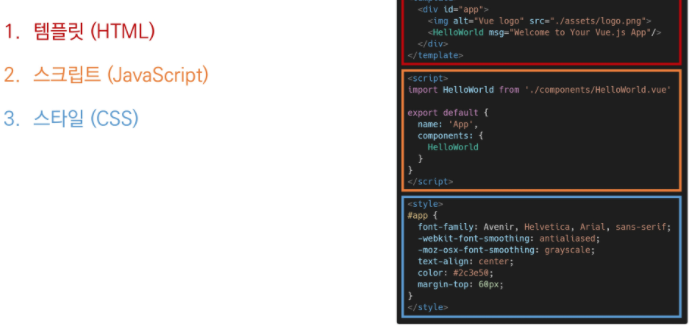 1. 템플릿 (HTML)
2. 스크립트 (JavaScript)
3. 스타일 (CSS)
<div id="app">
<img alt="Vue logo" src="./assets/logo.png">
<HelloWorld msg="Welcome to Your Vue.js App"/>
</div>
</template>
<script>
import HelloWorld from './components/HelloWorld.vue'
export default {
name: 'App',
components: {
HelloWorld
}
}
</script>
<style>
#app {
font-family: Avenir, Helvetica, Arial, sans-serif;
-webkit-font-smoothing: antialiased;
-moz-osx-font-smoothing: grayscale;
text-align: center;
color: #2c3e50;
margin-top: 60px;
}
</style>